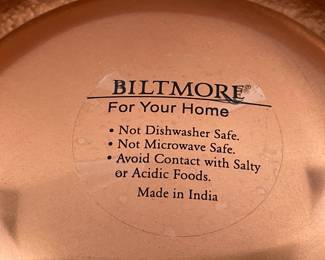 BILTMORE®
For Your Home
• Not Dishwasher Safe.
• Not Microwave Safe.
• Avoid Contact with Salty
or Acidic Foods.
Made in India